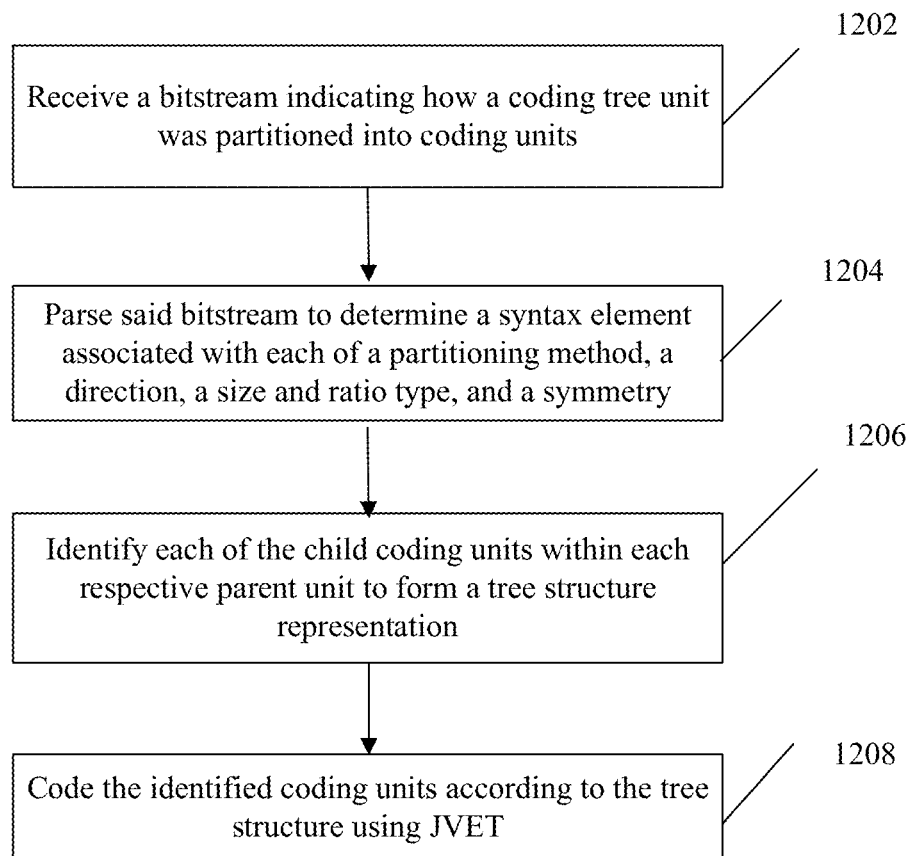 1202
Receive a bitstream indicating how a coding tree unit
was partitioned into coding units
1204
Parse said bitstream to determine a syntax element
associated with each of a partitioning method, a
direction, a size and ratio type, and a symmetry
1206
Identify each of the child coding units within each
respective parent unit to form a tree structure
representation
1208
Code the identified coding units according to the tree
structure using JVET